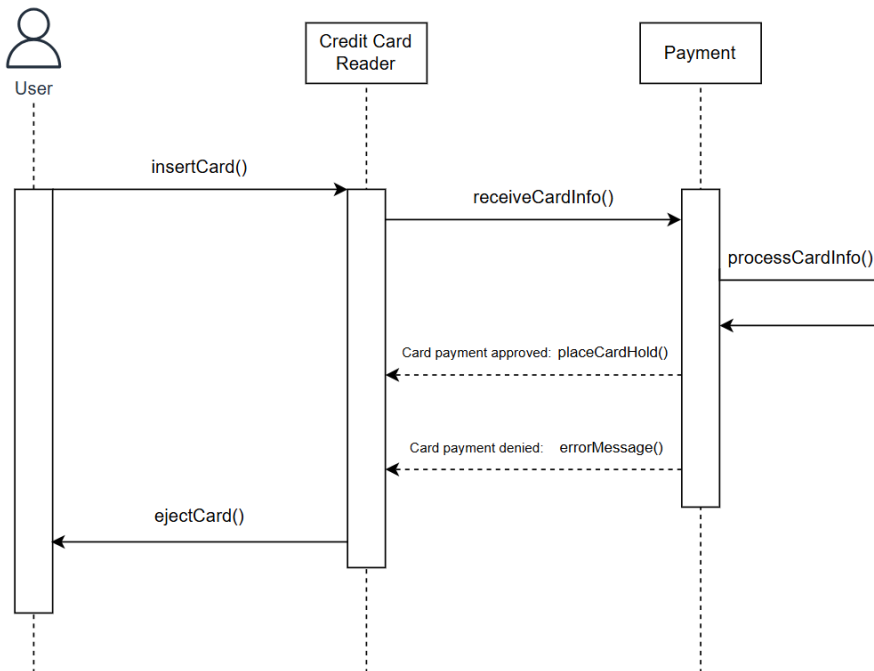 Credit Card
Reader
Payment
User
insertCard()
receiveCardInfo()
processCardInfo()
Card payment approved: placeCardHold()
Card payment denied: errorMessage()
ejectCard()